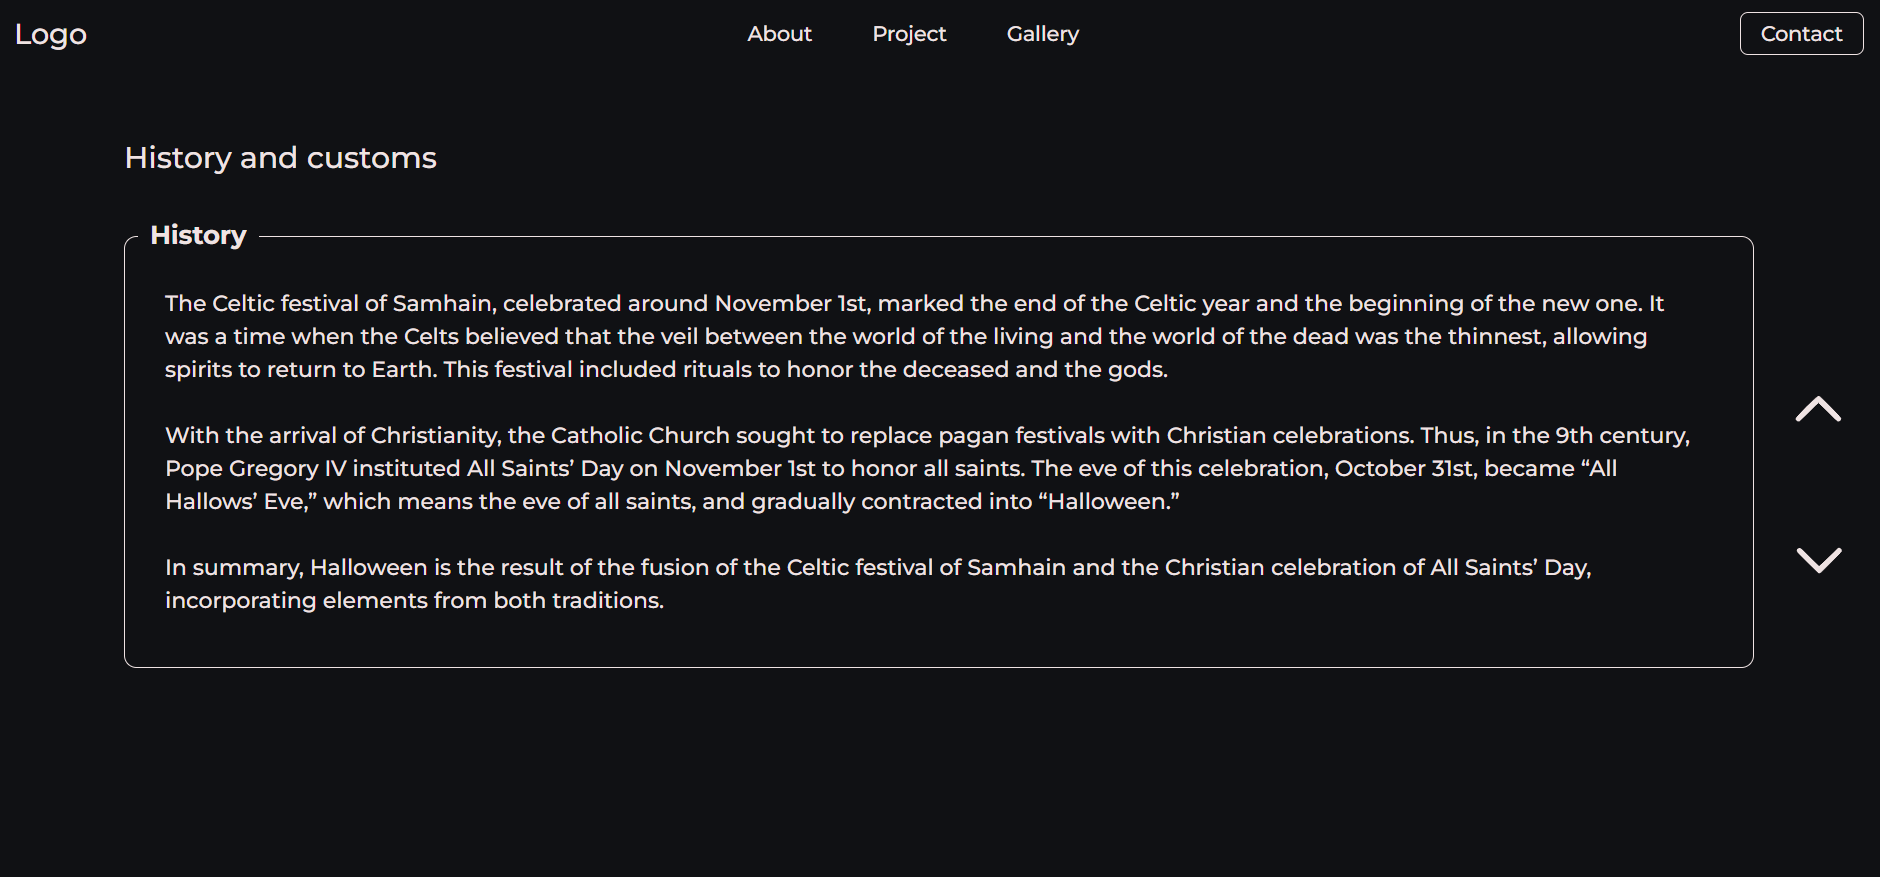 Logo
About
Project
Gallery
Contact
History and customs
History
The Celtic festival of Samhain, celebrated around November 1st, marked the end of the Celtic year and the beginning of the new one. It
was a time when the Celts believed that the veil between the world of the living and the world of the dead was the thinnest, allowing
spirits to return to Earth. This festival included rituals to honor the deceased and the gods.
With the arrival of Christianity, the Catholic Church sought to replace pagan festivals with Christian celebrations. Thus, in the 9th century,
Pope Gregory IV instituted All Saints’ Day on November 1st to honor all saints. The eve of this celebration, October 31st, became “All
Hallows’ Eve,” which means the eve of all saints, and gradually contracted into “Halloween.”
In summary, Halloween is the result of the fusion of the Celtic festival of Samhain and the Christian celebration of All Saints’ Day,
incorporating elements from both traditions.